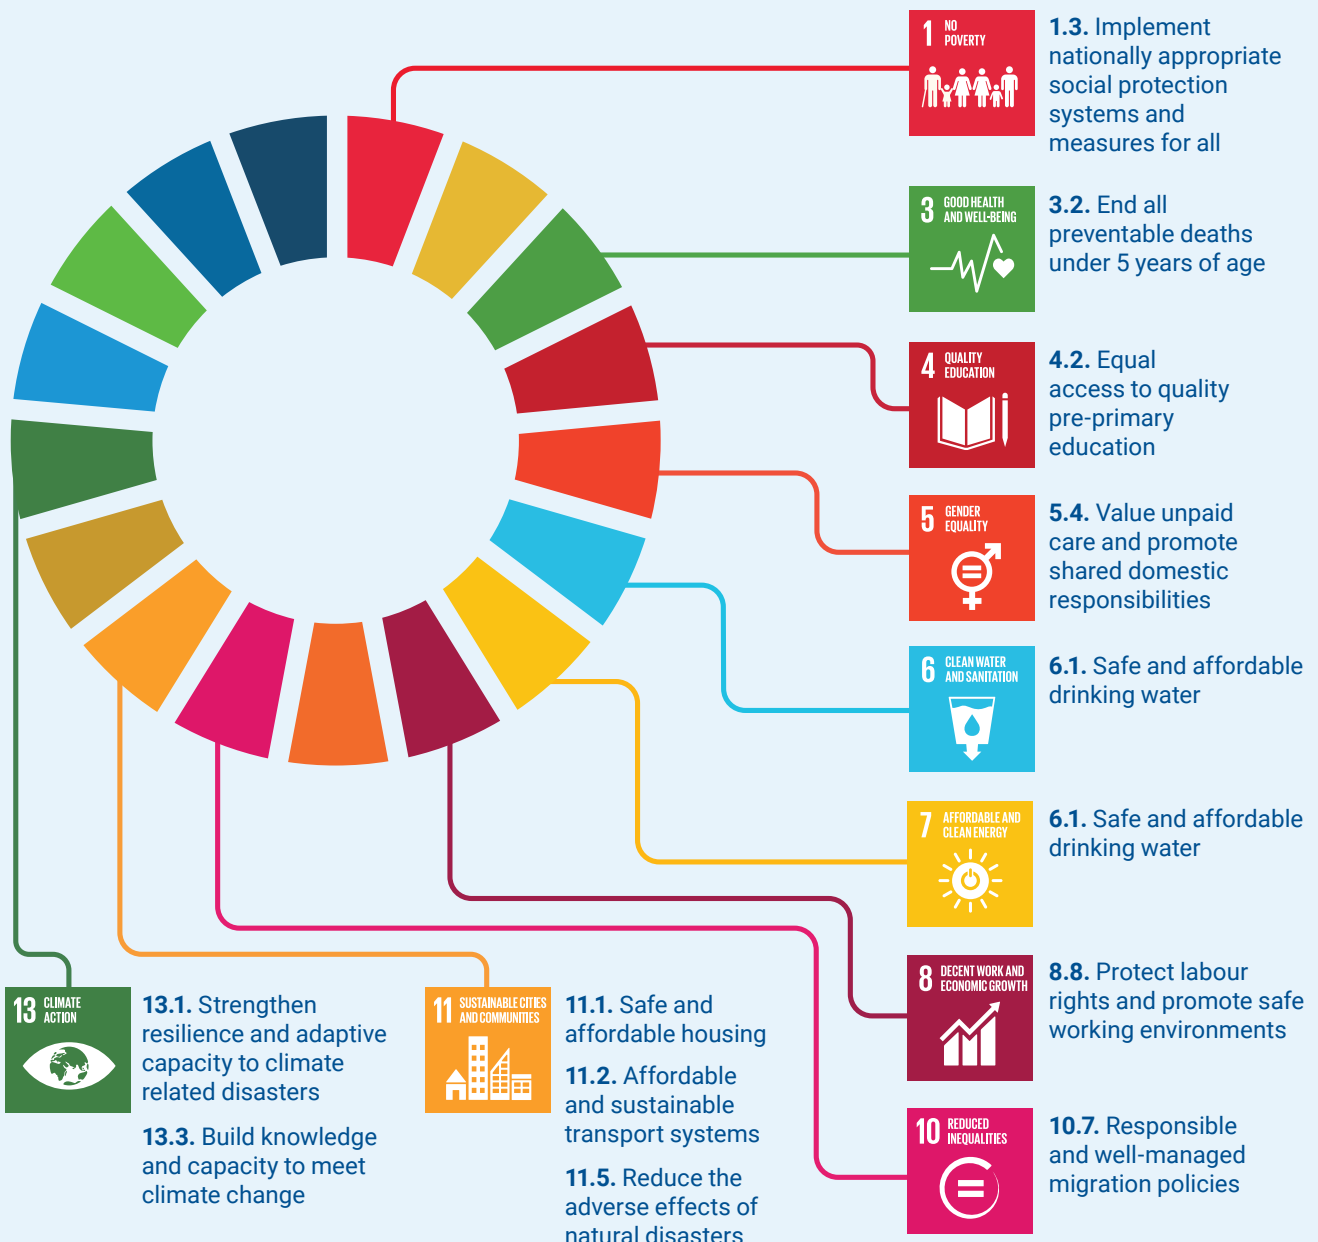 1 NO
POVERTY
1.3. Implement
nationally appropriate
social protection
systems and
measures for all
3 GOOD HEALTH
AND WELL-BEING
3.2. End all
preventable deaths
under 5 years of age
4 QUALITY
EDUCATION
4.2. Equal
access to quality
pre-primary
education
5 GENDER
EQUALITY
5.4. Value unpaid
care and promote
shared domestic
responsibilities
6 CLEAN WATER
AND SANITATION
6.1. Safe and affordable
drinking water
7 AFFORDABLE AND
CLEAN ENERGY
6.1. Safe and affordable
drinking water
8 DECENT WORK AND
ECONOMIC GROWTH
8.8. Protect labour
rights and promote safe
working environments
10 REDUCED
INEQUALITIES
10.7. Responsible
and well-managed
migration policies
11 SUSTAINABLE CITIES
AND COMMUNITIES
11.1. Safe and
affordable housing
11.2. Affordable
and sustainable
transport systems
11.5. Reduce the
adverse effects of
natural disasters
13 CLIMATE
ACTION
13.1. Strengthen
resilience and adaptive
capacity to climate
related disasters
13.3. Build knowledge
and capacity to meet
climate change